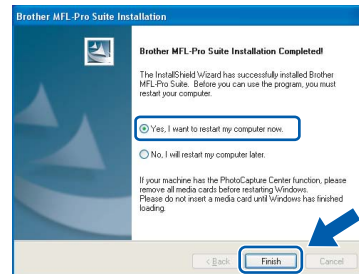 Brother MFL-Pro Suite Installation
Brother MFL-Pro Suite Installation Completed!
The InstallShield Wizard has successfully installed Brother
MFL-Pro Suite. Before you can use the program, you must
restart your computer.
Yes, I want to restart my computer now.
No, I will restart my computer later.
If your machine has the PhotoCapture Center function, please
remove all media cards before restarting Windows.
Please do not insert a media card until Windows has finished
loading.
< Back Finish Cancel